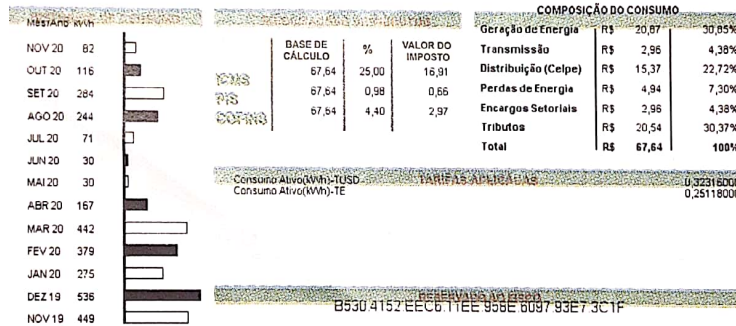 MÊS/ANO kWh
NOV 20 82
OUT 20 116
SET 20 284
AGO 20 244
JUL 20 71
JUN 20 30
MAI 20 30
ABR 20 167
MAR 20 442
FEV 20 379
JAN 20 275
DEZ 19 536
NOV 19 449
BASE DE CÁLCULO % VALOR DO IMPOSTO
ICMS 67,64 25,00 16,91
PIS 67,64 0,98 0,66
COFINS 67,64 4,40 2,97
COMPOSIÇÃO DO CONSUMO
Geração de Energia R$ 20,87 30,85%
Transmissão R$ 2,96 4,38%
Distribuição (Celpe) R$ 15,37 22,72%
Perdas de Energia R$ 4,94 7,30%
Encargos Setoriais R$ 2,96 4,38%
Tributos R$ 20,54 30,37%
Total R$ 67,64 100%
TARIFAS APLICADAS
Consumo Ativo(kWh)-TUSD 0,32316000
Consumo Ativo(kWh)-TE 0,25118000
RESERVADO AO FISCO
B530.4152.EEC6.11EE.956E.6097.93E7.3C1F